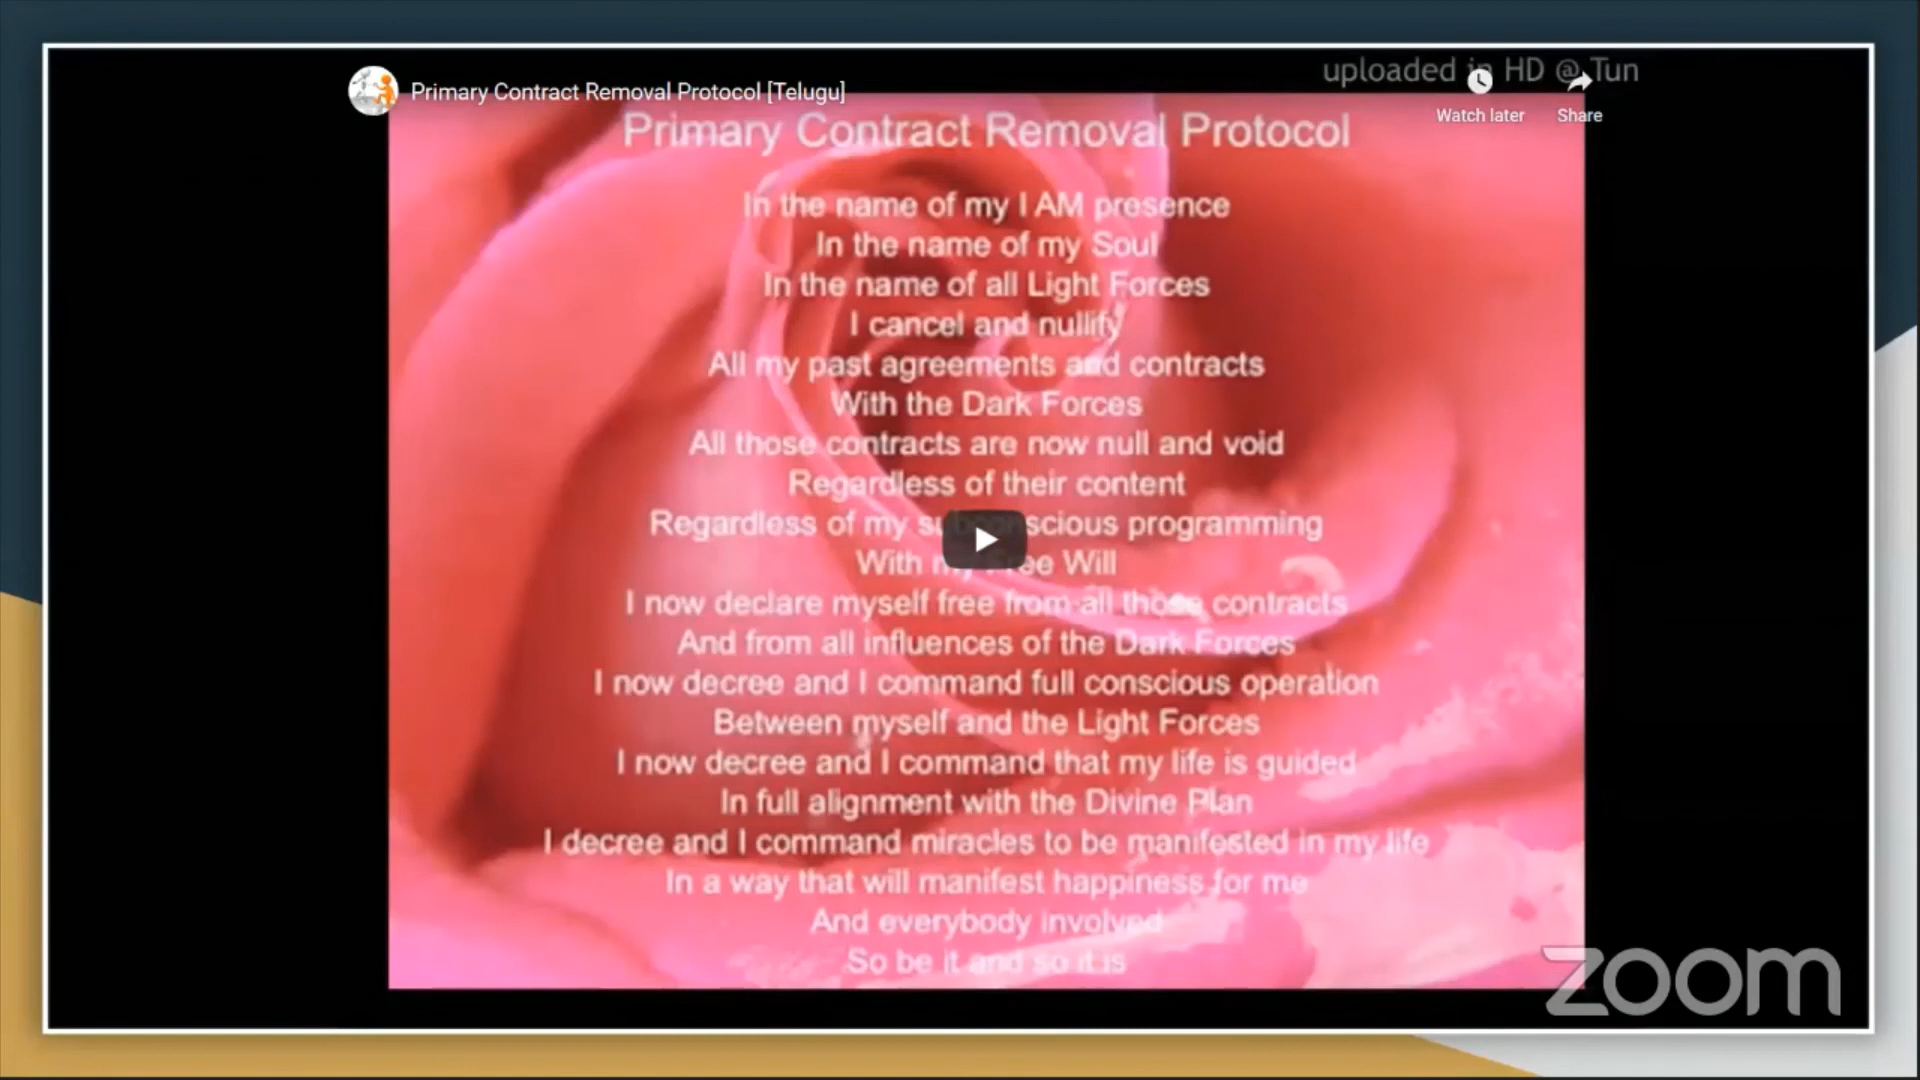 uploaded in HD @ Tun
Primary Contract Removal Protocol [Telugu]
Watch later
Share
Primary Contract Removal Protocol
In the name of my I AM presence
In the name of my Soul
In the name of all Light Forces
I cancel and nullify
All my past agreements and contracts
With the Dark Forces
All those contracts are now null and void
Regardless of their content
Regardless of my subconscious programming
With my Free Will
I now declare myself free from all those contracts
And from all influences of the Dark Forces
I now decree and I command full conscious operation
Between myself and the Light Forces
I now decree and I command that my life is guided
In full alignment with the Divine Plan
I decree and I command miracles to be manifested in my life
In a way that will manifest happiness for me
And everybody involved
So be it and so it is
zoom